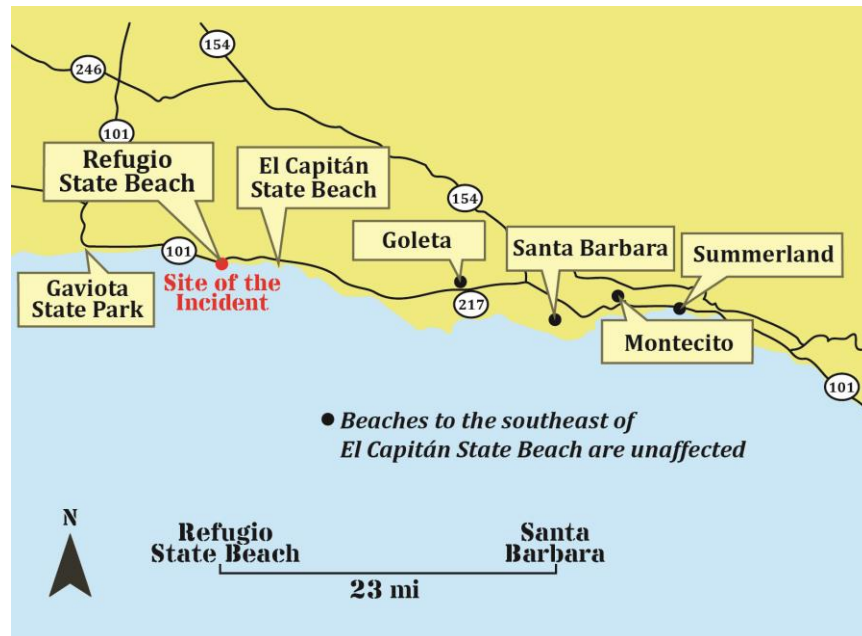 154
246
101
Refugio
State Beach
El Capitán
State Beach
154
Goleta
Santa Barbara
Summerland
101
Site of the
Incident
Gaviota
State Park
217
Montecito
101
Beaches to the southeast of
El Capitán State Beach are unaffected
N
Refugio
State Beach
Santa
Barbara
23 mi